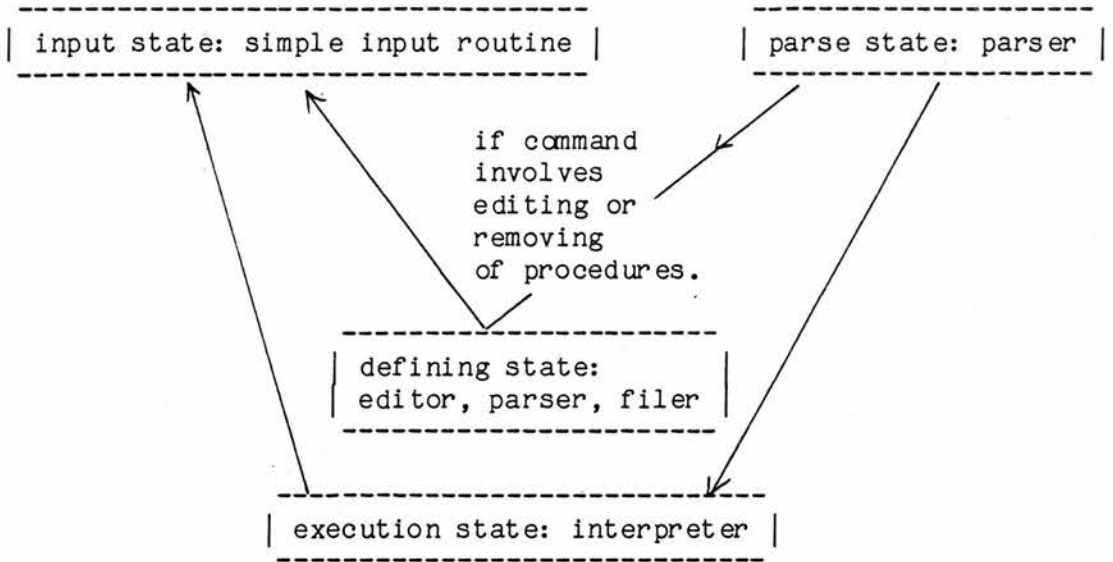 input state: simple input routine
parse state: parser
if command
involves
editing or
removing
of procedures.
defining state:
editor, parser, filer
execution state: interpreter